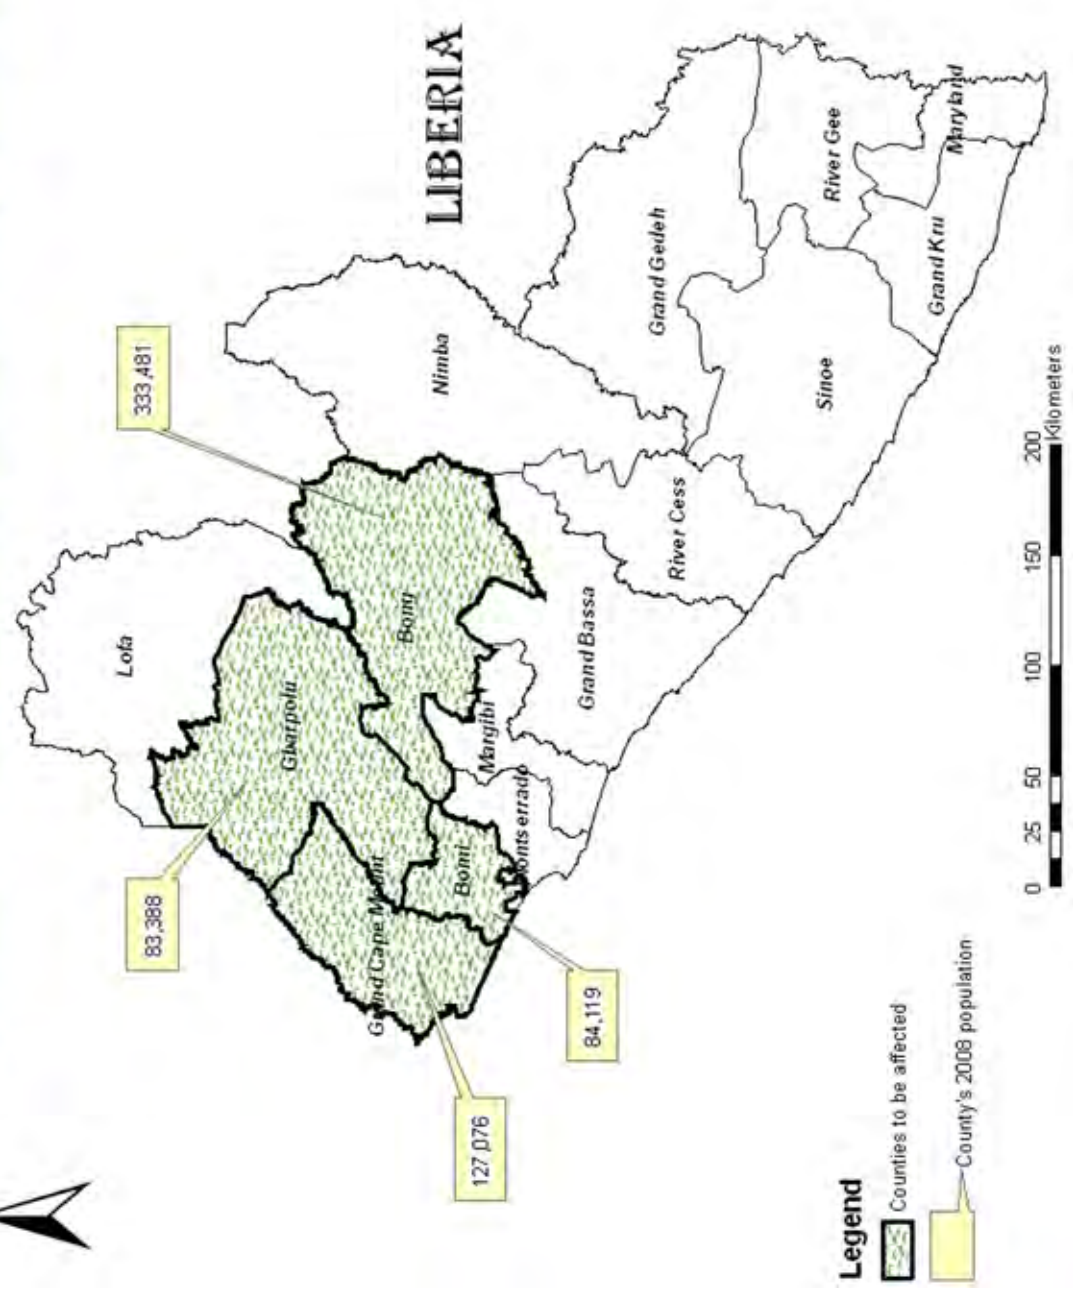 LIBERIA
333,481
83,388
127,076
84,119
Lofa
Gbarpolu
Bong
Nimba
Grand Cape Mount
Bomi
Montserrado
Margibi
Grand Bassa
River Cess
Grand Gedeh
Sinoe
River Gee
Grand Kru
Maryland
Legend
Counties to be affected
County's 2008 population
0 25 50 100 150 200
Kilometers